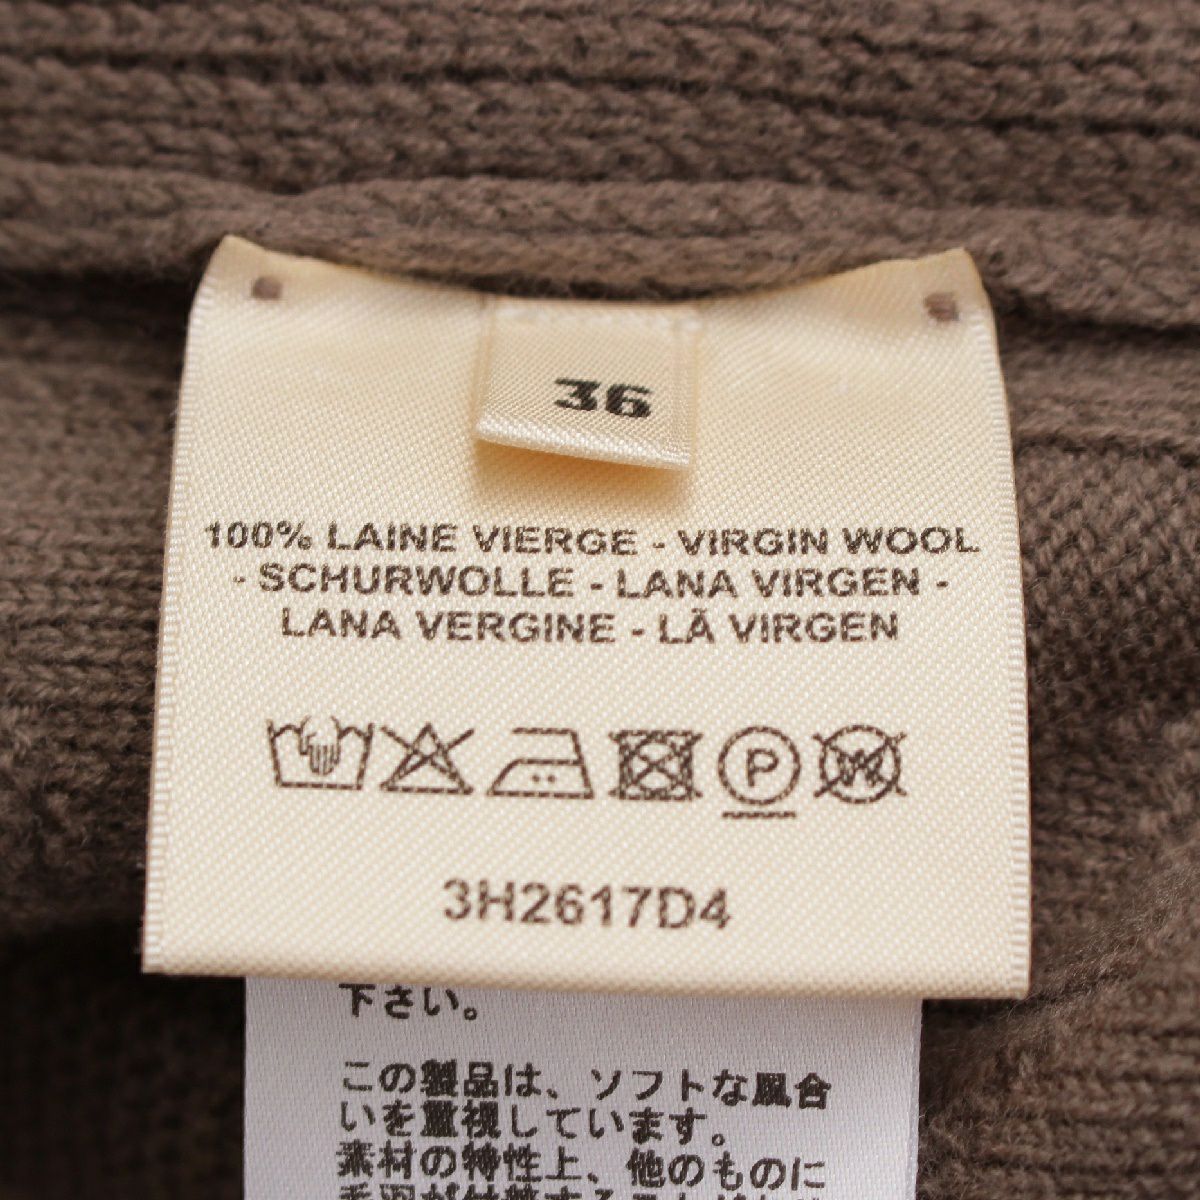 36
100% LAINE VIERGE - VIRGIN WOOL
- SCHURWOLLE - LANA VIRGEN -
LANA VERGINE - LÃ VIRGEN
P
W
3H2617D4
下さい。
この製品は、ソフトな風合
いを重視しています。
素材の特性上、他のものに